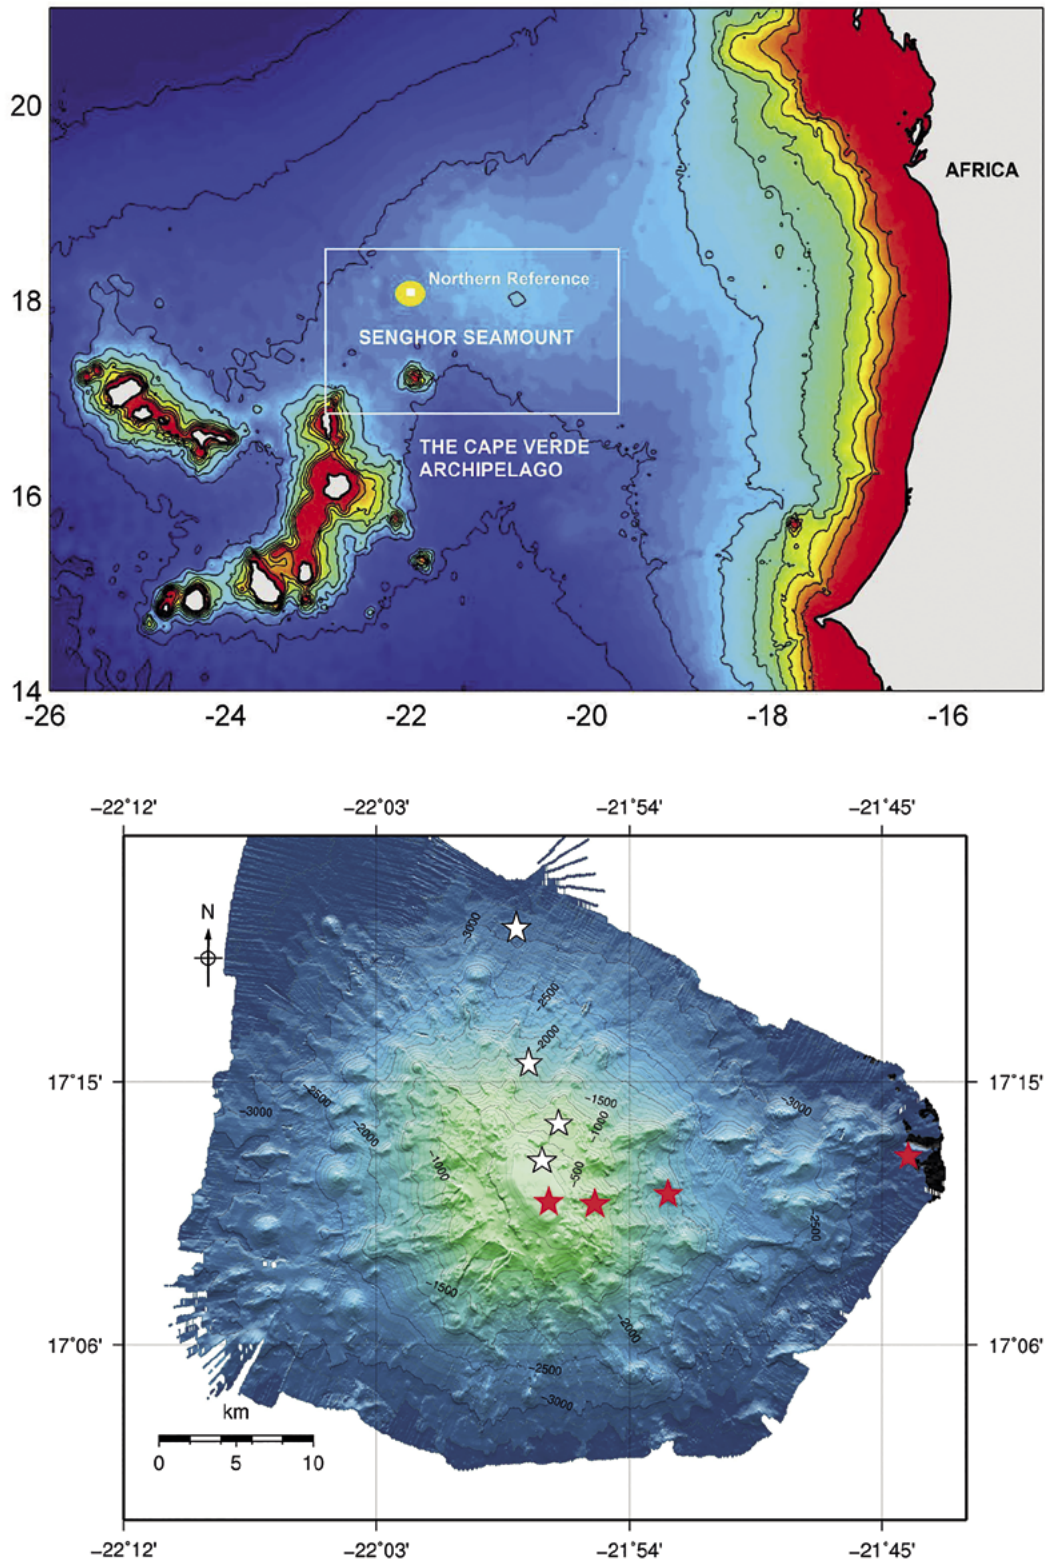 20
AFRICA
Northern Reference
18
SENGHOR SEAMOUNT
THE CAPE VERDE
ARCHIPELAGO
16
14
-26 -24 -22 -20 -18 -16
−22°12' −22°03' −21°54' −21°45'
N
-3000
-2500
-2000
17°15' 17°15'
-1500
-3000
-2500
-3000
-1000
-2000
-1000
-500
-2500
-1500
-2000
17°06' 17°06'
-2500
-3000
km
0 5 10
−22°12' −22°03' −21°54' −21°45'